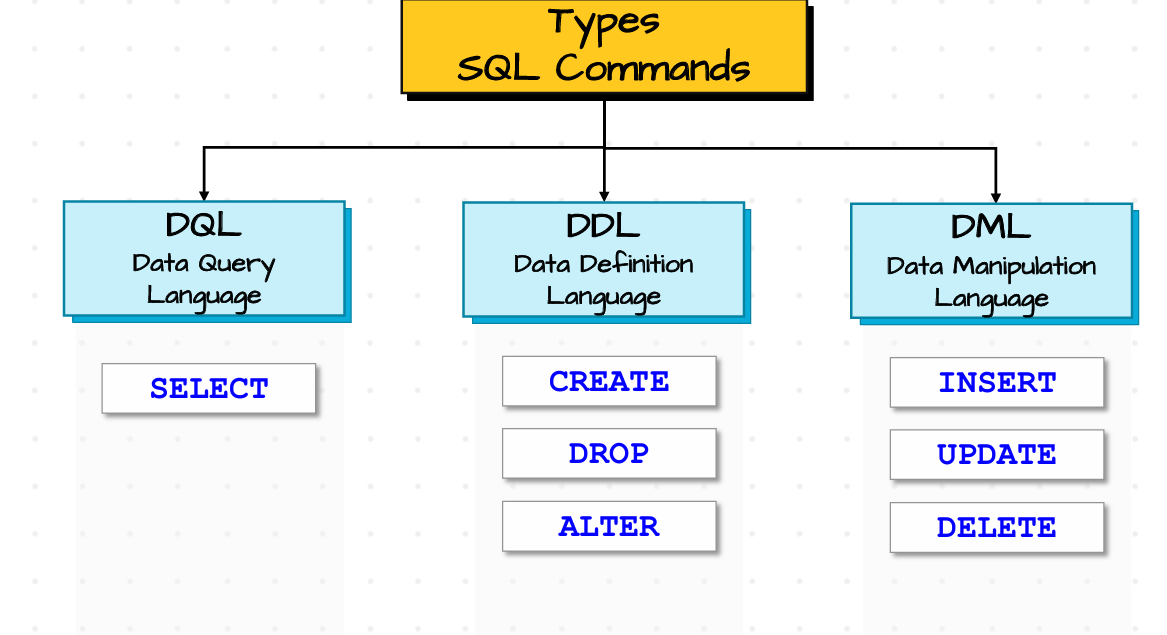 Types
SQL Commands
DQL
Data Query
Language
SELECT
DDL
Data Definition
Language
CREATE
DROP
ALTER
DML
Data Manipulation
Language
INSERT
UPDATE
DELETE